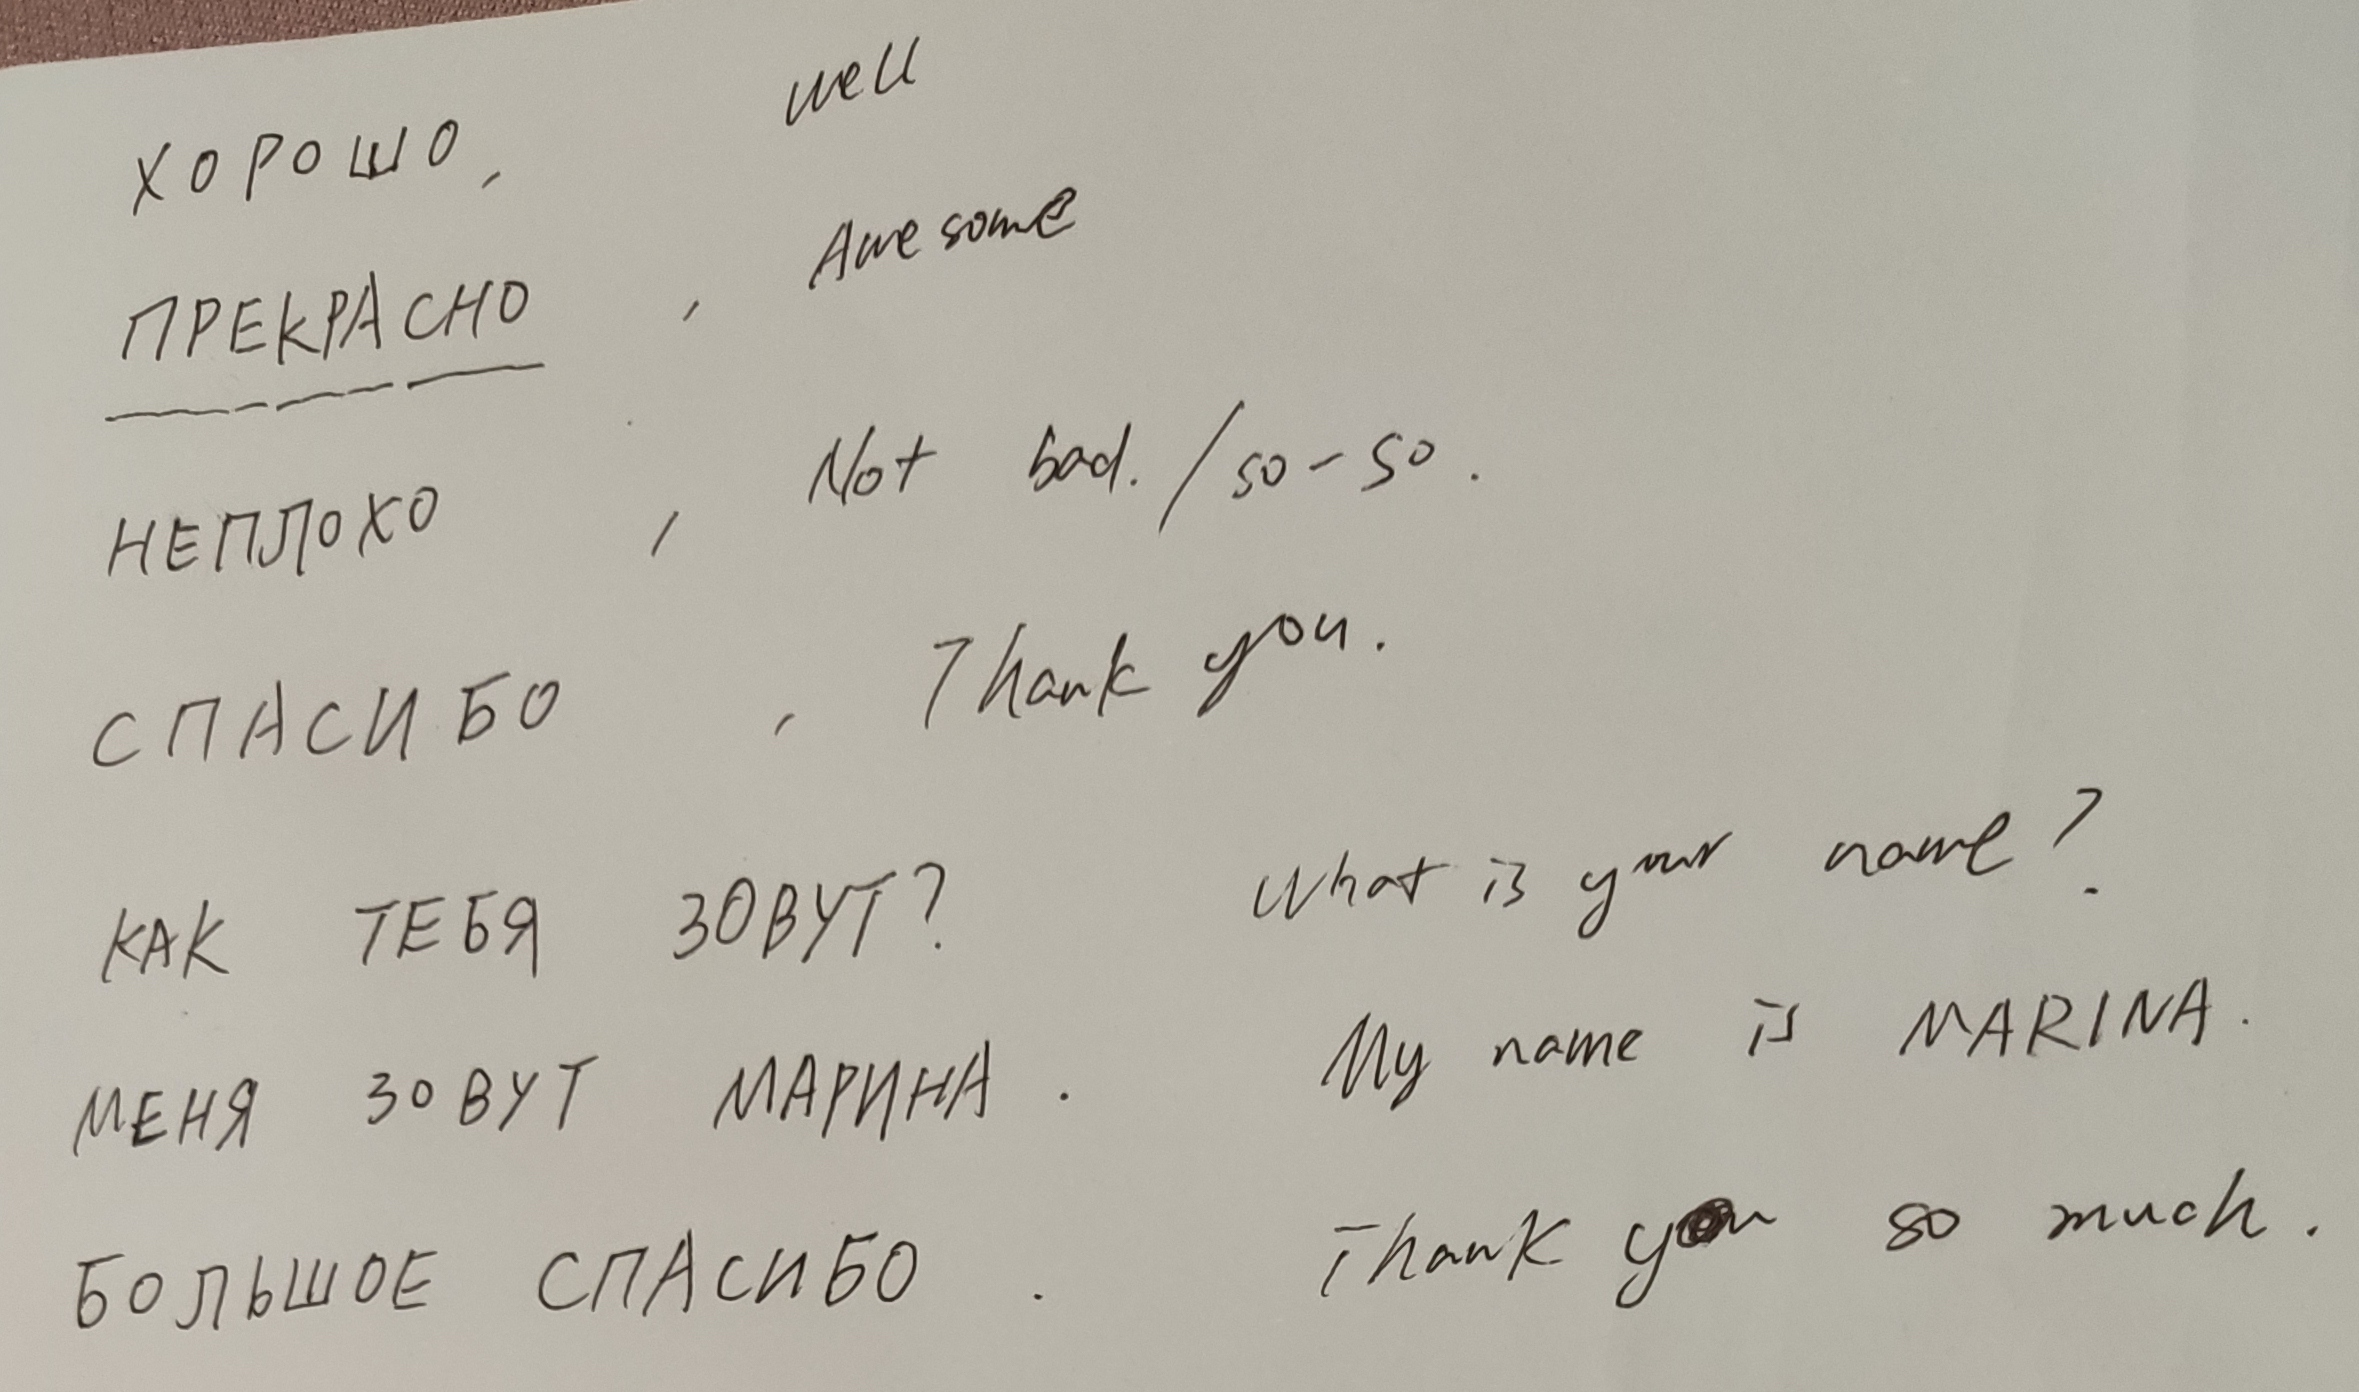 ХОРОШО, well
ПРЕКРАСНО , Awesome
НЕПЛОХО , Not bad. / so-so.
СПАСИБО , Thank you.
КАК ТЕБЯ ЗОВУТ? What is your name?
МЕНЯ ЗОВУТ МАРИНА. My name is MARINA.
БОЛЬШОЕ СПАСИБО. Thank you so much.